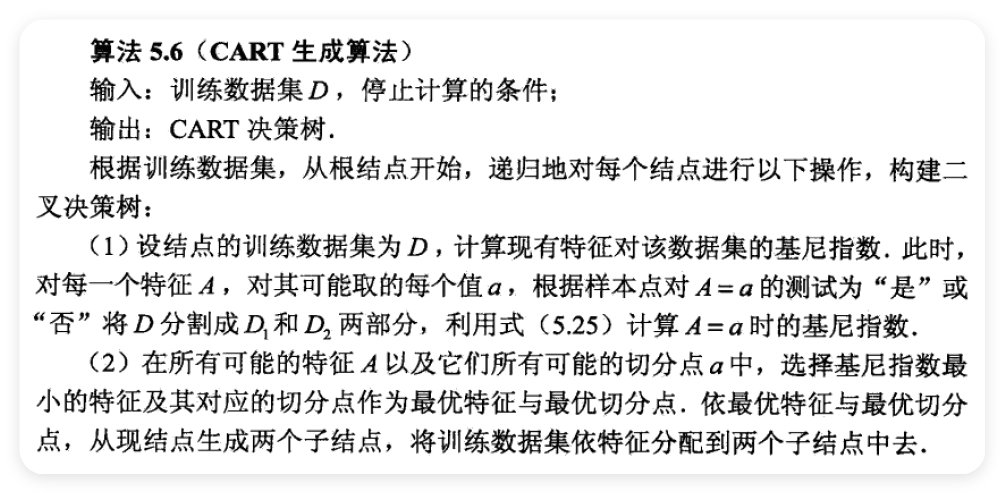 算法 5.6（CART 生成算法）
输入：训练数据集 D，停止计算的条件；
输出：CART 决策树．
根据训练数据集，从根结点开始，递归地对每个结点进行以下操作，构建二
叉决策树：
（1）设结点的训练数据集为 D，计算现有特征对该数据集的基尼指数．此时，
对每一个特征 A，对其可能取的每个值 a，根据样本点对 A = a 的测试为“是”或
“否”将 D 分割成 D₁ 和 D₂ 两部分，利用式（5.25）计算 A = a 时的基尼指数．
（2）在所有可能的特征 A 以及它们所有可能的切分点 a 中，选择基尼指数最
小的特征及其对应的切分点作为最优特征与最优切分点．依最优特征与最优切分
点，从现结点生成两个子结点，将训练数据集依特征分配到两个子结点中去．